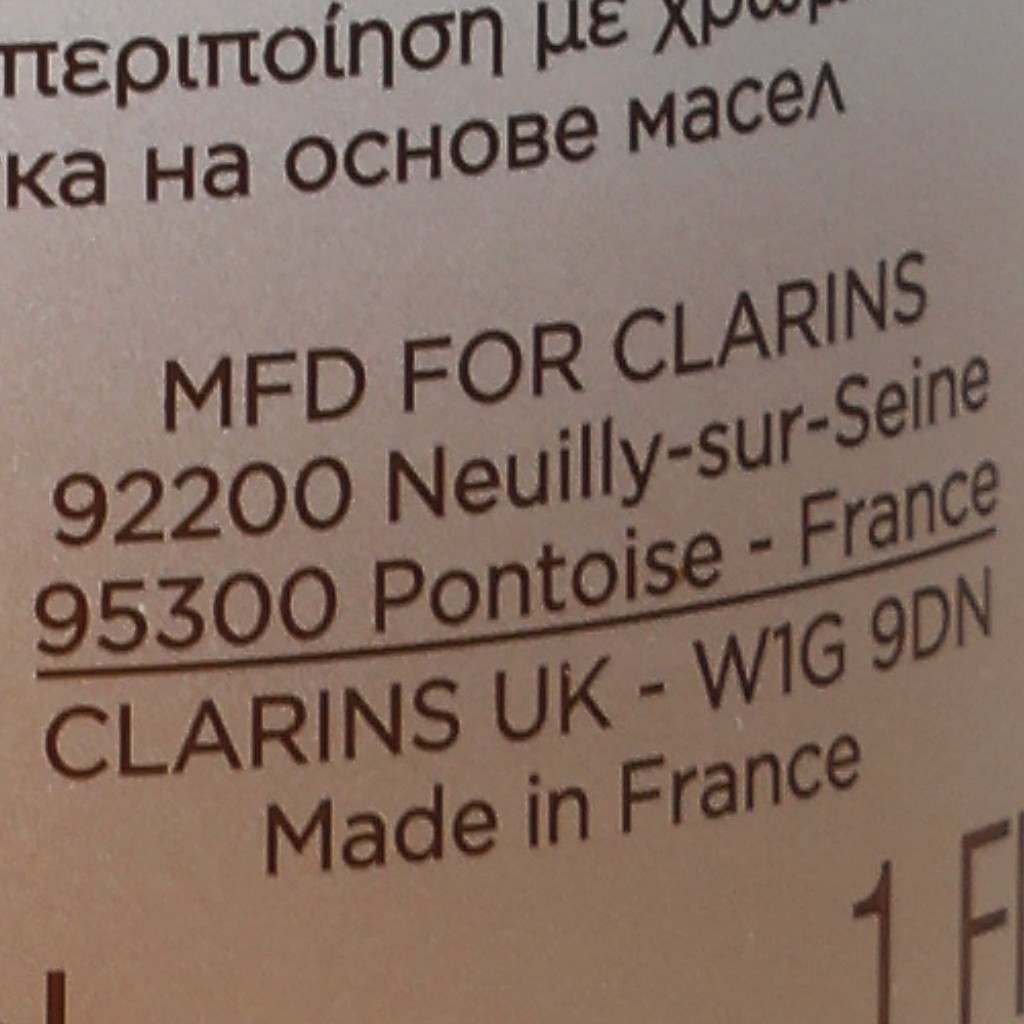 περιποίηση με
на основе масел
MFD FOR CLARINS
92200 Neuilly-sur-Seine
95300 Pontoise - France
CLARINS UK - W1G 9DN
Made in France
1